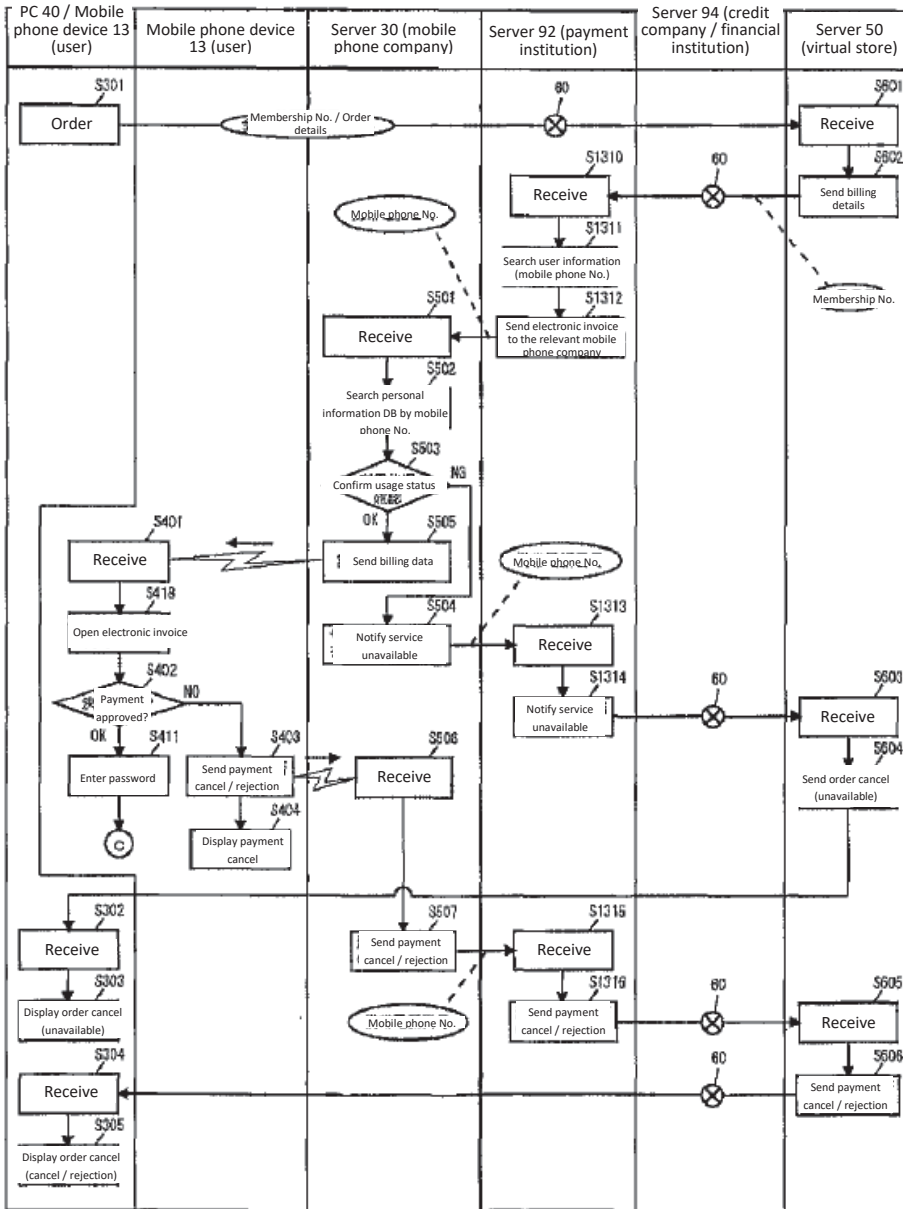 PC 40 / Mobile
phone device 13
(user)
Mobile phone device
13 (user)
Server 30 (mobile
phone company)
Server 92 (payment
institution)
Server 94 (credit
company / financial
institution)
Server 50
(virtual store)
S301
Order
Membership No. / Order
details
60
S601
Receive
S602
Send billing
details
60
Membership No.
S1310
Receive
S1311
Search user information
(mobile phone No.)
S1312
Send electronic invoice
to the relevant mobile
phone company
Mobile phone No.
S501
Receive
S502
Search personal
information DB by mobile
phone No.
S503
Confirm usage status
NG
OK
S505
Send billing data
S401
Receive
S418
Open electronic invoice
S402
Payment
approved?
NO
OK
S411
Enter password
C
S403
Send payment
cancel / rejection
S404
Display payment
cancel
S504
Notify service
unavailable
Mobile phone No.
S1313
Receive
S1314
Notify service
unavailable
60
S603
Receive
S604
Send order cancel
(unavailable)
S506
Receive
S302
Receive
S303
Display order cancel
(unavailable)
S507
Send payment
cancel / rejection
Mobile phone No.
S1315
Receive
S1316
Send payment
cancel / rejection
60
S605
Receive
S606
Send payment
cancel / rejection
60
S304
Receive
S305
Display order cancel
(cancel / rejection)